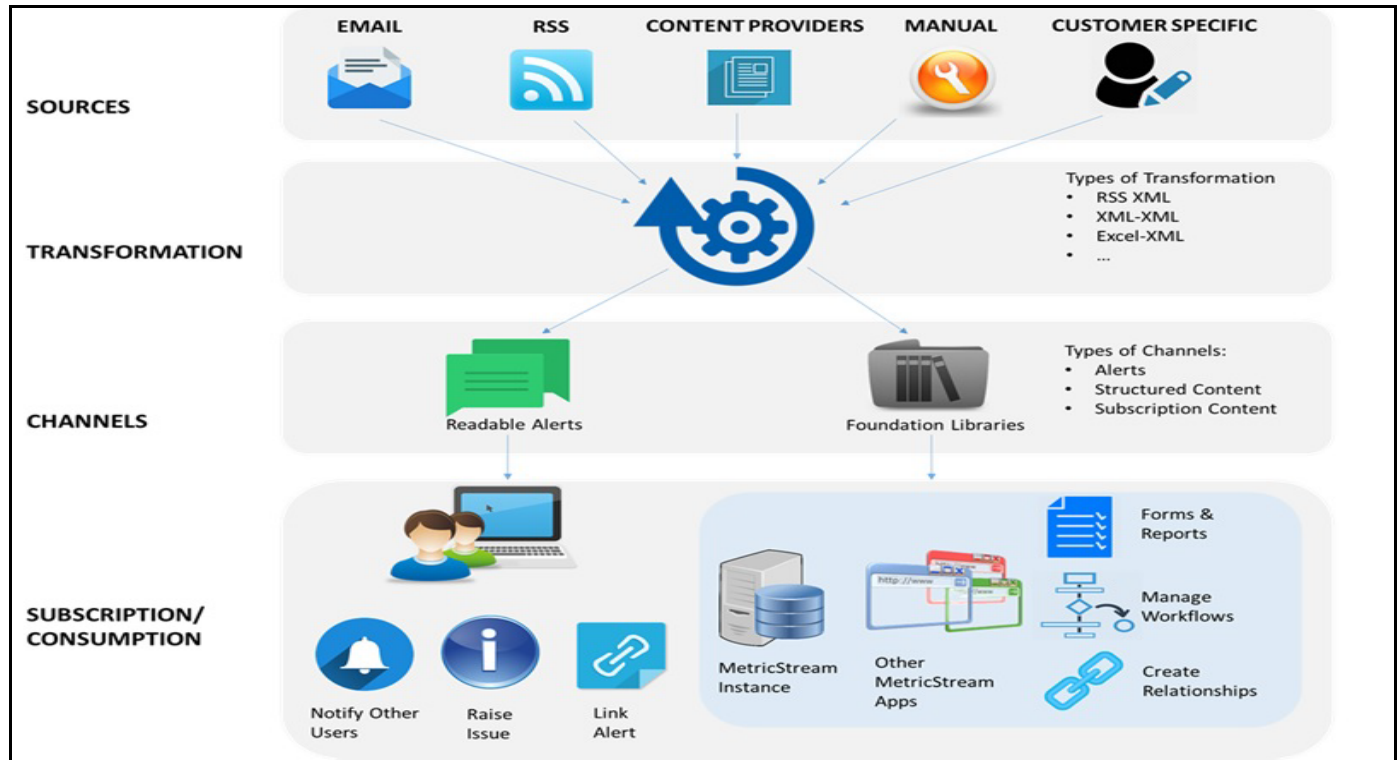 EMAIL
RSS
CONTENT PROVIDERS
MANUAL
CUSTOMER SPECIFIC
SOURCES
Types of Transformation
• RSS XML
• XML-XML
• Excel-XML
• ...
TRANSFORMATION
Types of Channels:
• Alerts
• Structured Content
• Subscription Content
Readable Alerts
Foundation Libraries
CHANNELS
SUBSCRIPTION/
CONSUMPTION
Notify Other
Users
Raise
Issue
Link
Alert
http://www
MetricStream
Instance
Other
MetricStream
Apps
Forms &
Reports
Manage
Workflows
Create
Relationships